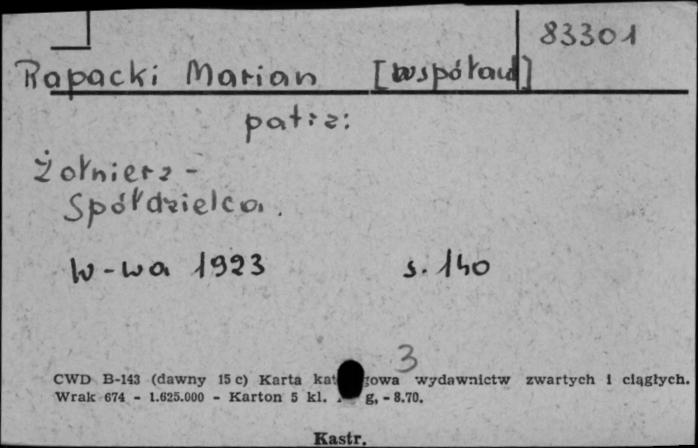 83301
Rapacki Marian [współaut]
patrz:
Żołnierz -
Spółdzielca.
W-wa 1923 s. 140
3
CWD B-143 (dawny 15 c) Karta kat gowa wydawnictw zwartych i ciągłych.
Wrak 674 - 1.625.000 - Karton 5 kl. g, - 8.70.
Kastr.